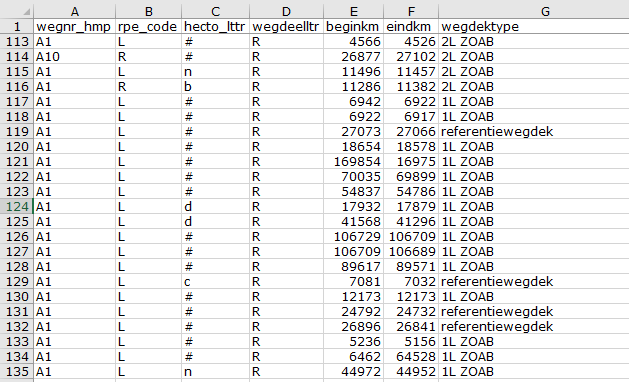 A B C D E F G
1 wegnr_hmp rpe_code hecto_lttr wegdeelltr beginkm eindkm wegdektype
113 A1 L # R 4566 4526 2L ZOAB
114 A10 R # R 26877 27102 2L ZOAB
115 A1 L n R 11496 11457 2L ZOAB
116 A1 R b R 11286 11382 2L ZOAB
117 A1 L # R 6942 6922 1L ZOAB
118 A1 L # R 6922 6917 1L ZOAB
119 A1 L # R 27073 27066 referentiewegdek
120 A1 L # R 18654 18578 1L ZOAB
121 A1 L # R 169854 16975 1L ZOAB
122 A1 L # R 70035 69899 1L ZOAB
123 A1 L # R 54837 54786 1L ZOAB
124 A1 L d R 17932 17879 1L ZOAB
125 A1 L d R 41568 41296 1L ZOAB
126 A1 L # R 106729 106709 1L ZOAB
127 A1 L # R 106709 106689 1L ZOAB
128 A1 L # R 89617 89571 1L ZOAB
129 A1 L c R 7081 7032 referentiewegdek
130 A1 L # R 12173 12173 1L ZOAB
131 A1 L # R 24792 24732 referentiewegdek
132 A1 L # R 26896 26841 referentiewegdek
133 A1 L # R 5236 5156 1L ZOAB
134 A1 L # R 6462 64528 1L ZOAB
135 A1 L n R 44972 44952 1L ZOAB